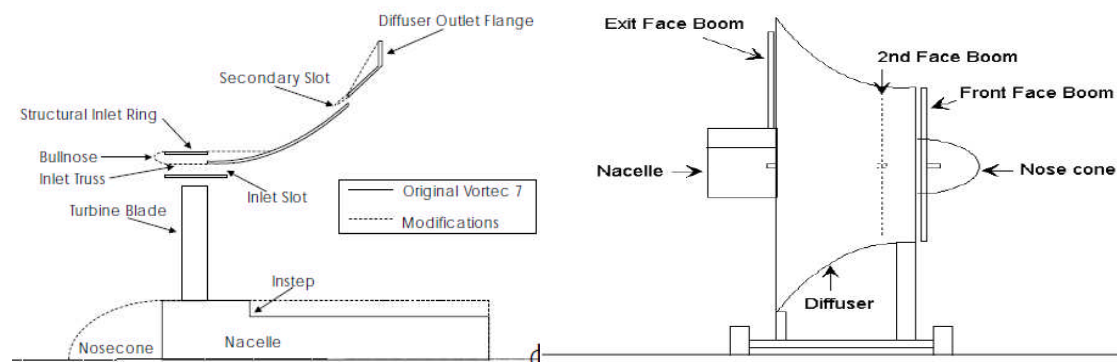 Diffuser Outlet Flange
Secondary Slot
Structural Inlet Ring
Bullnose
Inlet Truss
Inlet Slot
Turbine Blade
Original Vortec 7
Modifications
Instep
Nosecone
Nacelle
Exit Face Boom
2nd Face Boom
Front Face Boom
Nacelle
Nose cone
Diffuser